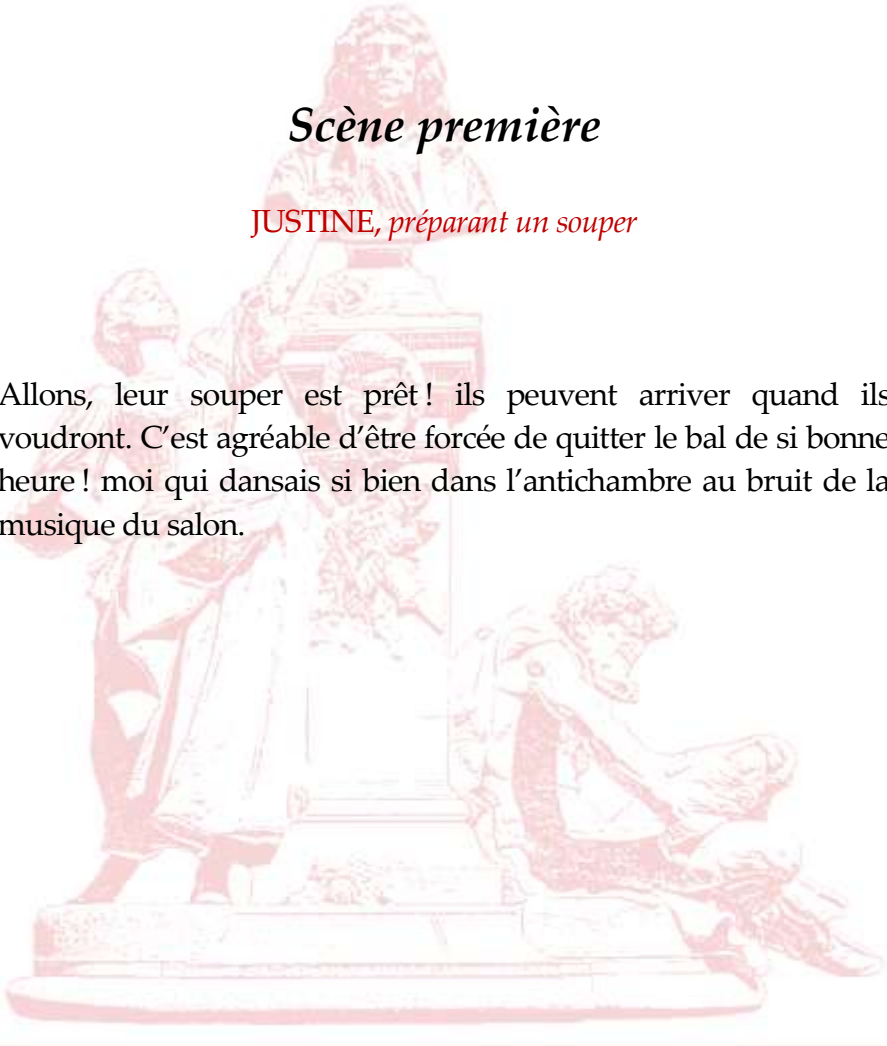 Scène première
JUSTINE, préparant un souper
Allons, leur souper est prêt ! ils peuvent arriver quand ils
voudront. C’est agréable d’être forcée de quitter le bal de si bonne
heure ! moi qui dansais si bien dans l’antichambre au bruit de la
musique du salon.